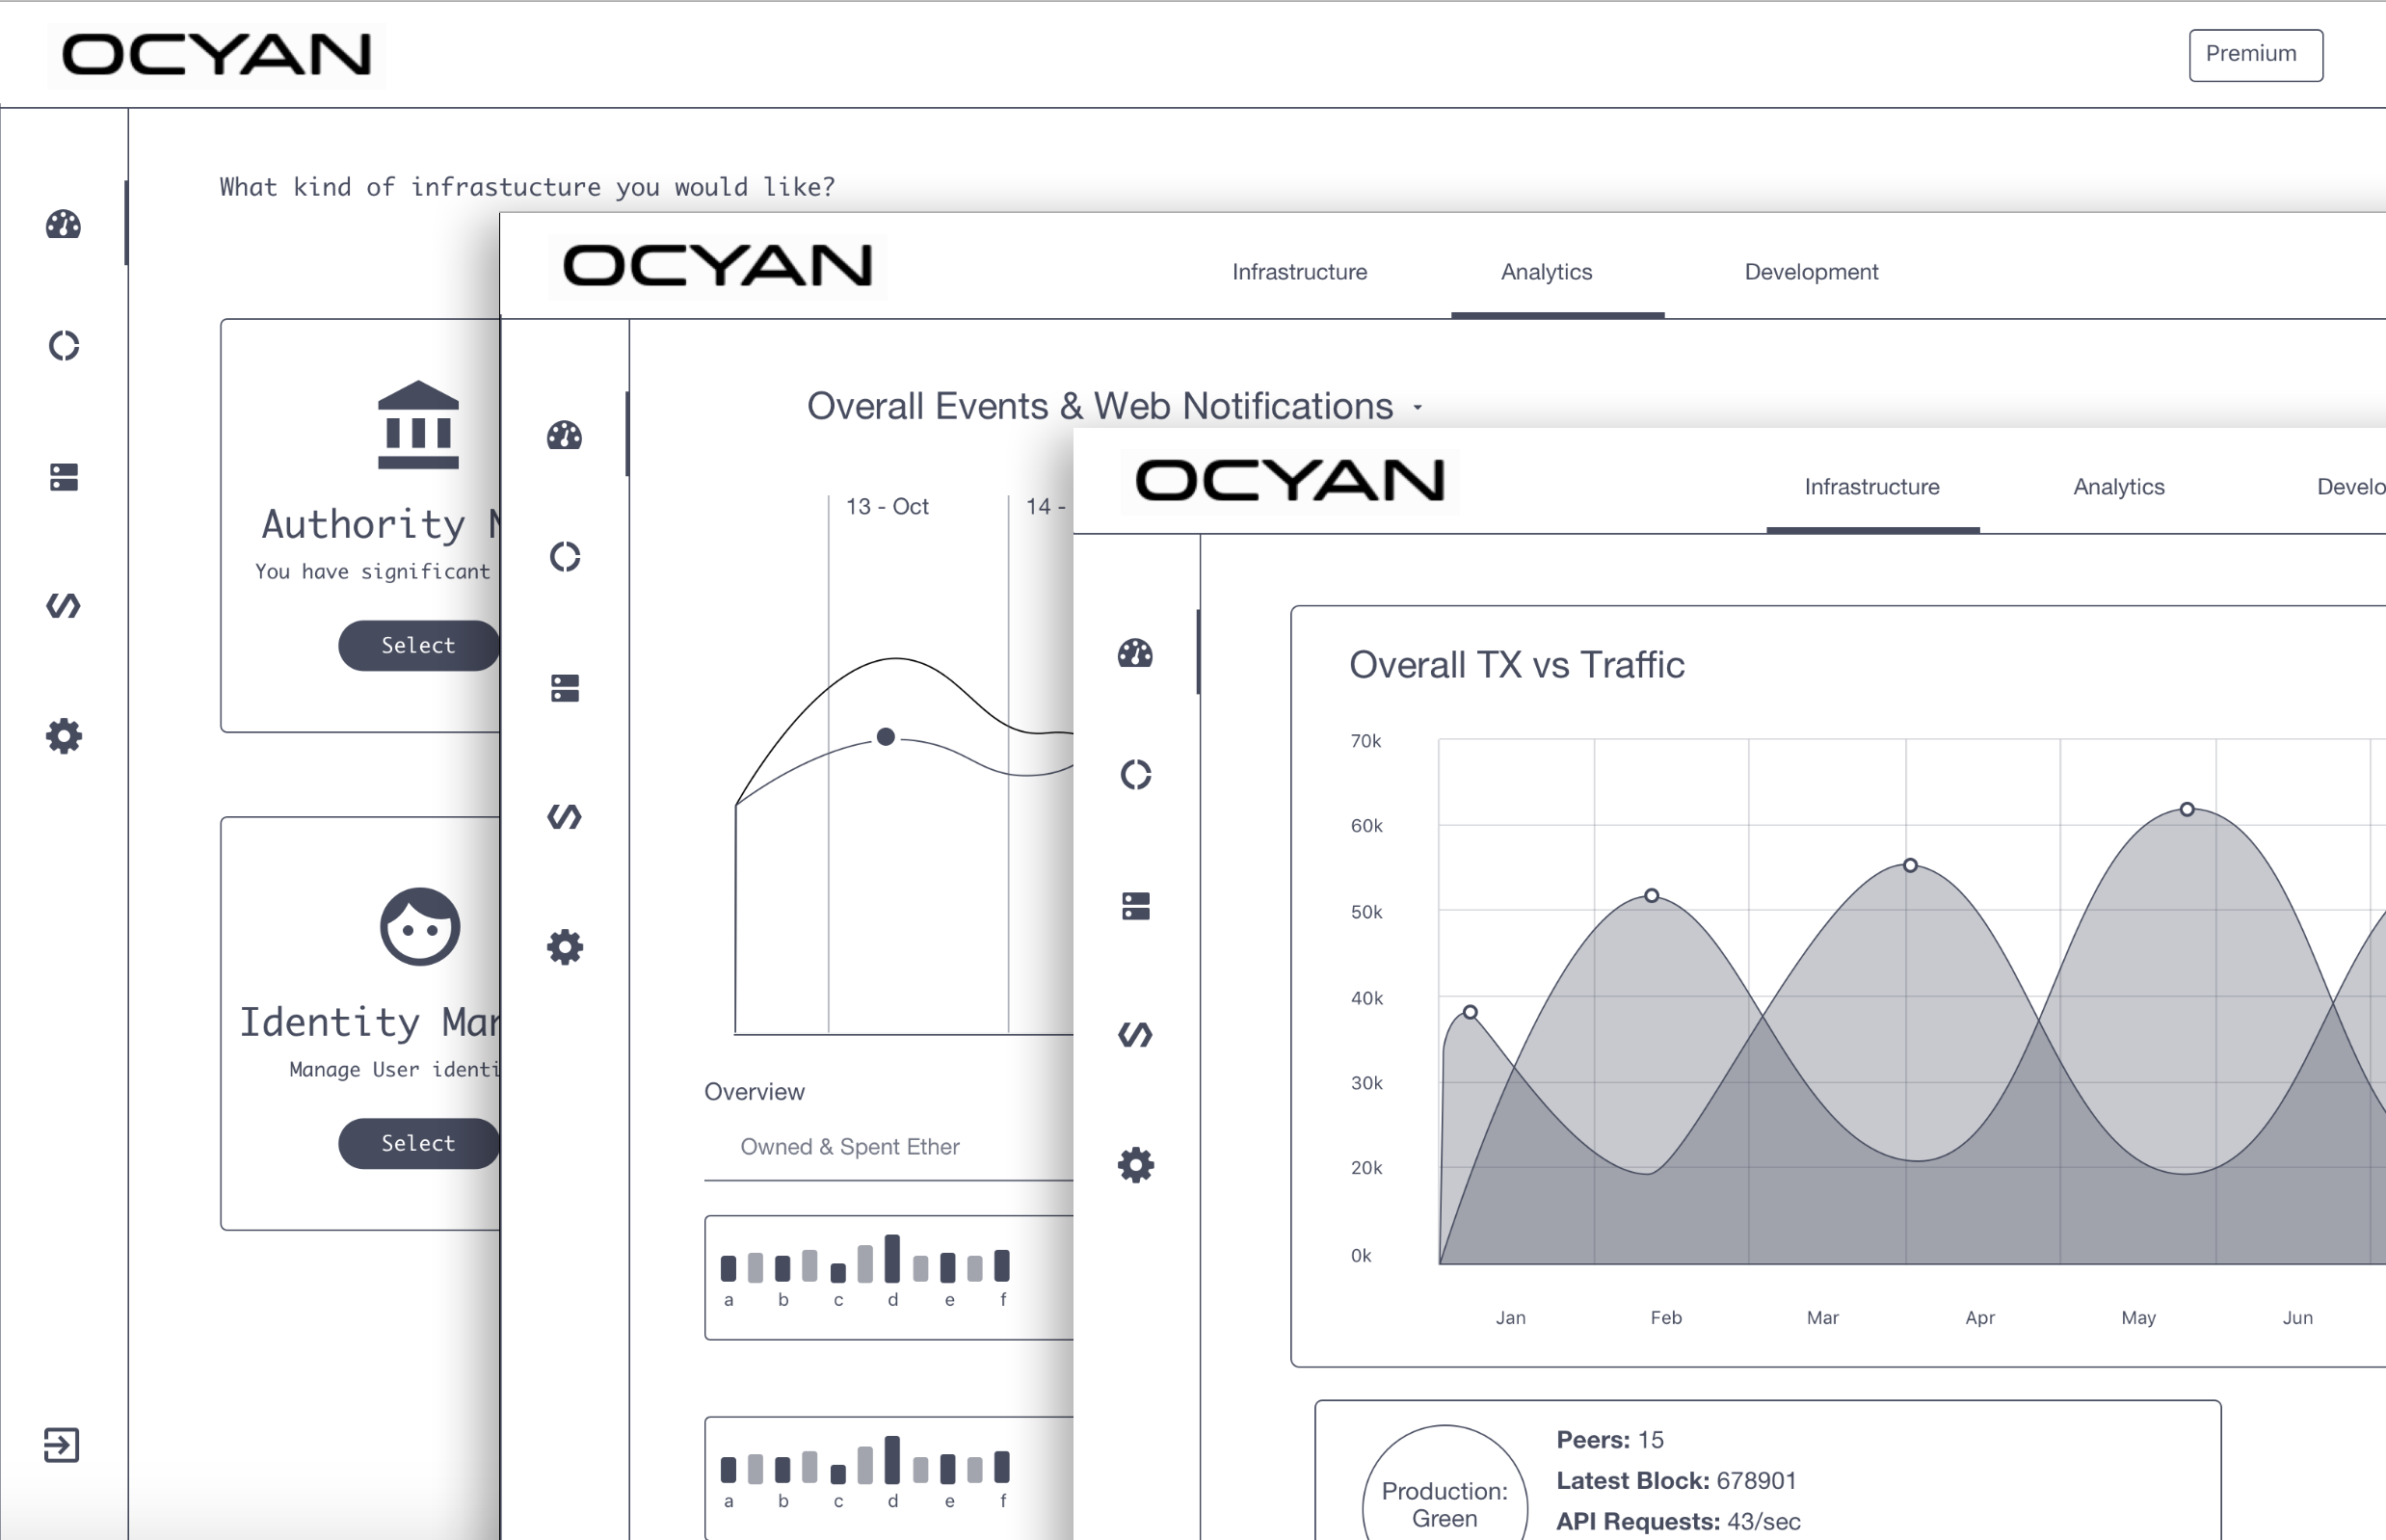 OCYAN
Premium
What kind of infrastucture you would like?
Authority
You have significant
Select
Identity
Manage User
Select
OCYAN
Infrastructure Analytics Development
Overall Events & Web Notifications
13 - Oct 14 -
Overview
Owned & Spent Ether
a b c d e f
a b c d e f
OCYAN
Infrastructure Analytics
Overall TX vs Traffic
70k
60k
50k
40k
30k
20k
0k
Jan Feb Mar Apr May Jun
Production:
Green
Peers: 15
Latest Block: 678901
API Requests: 43/sec